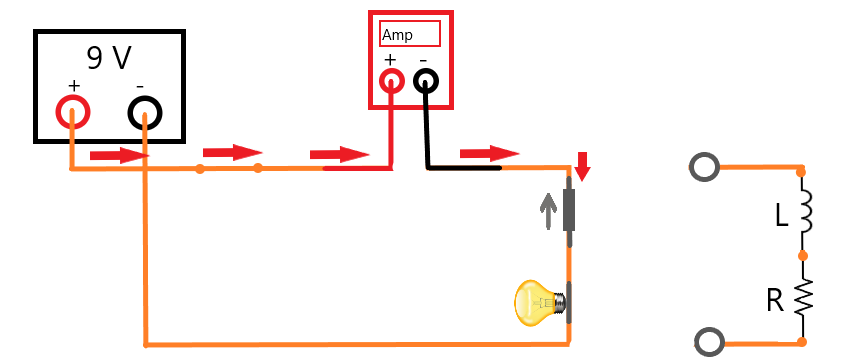 9 V
+ -
Amp
+ -
L
R